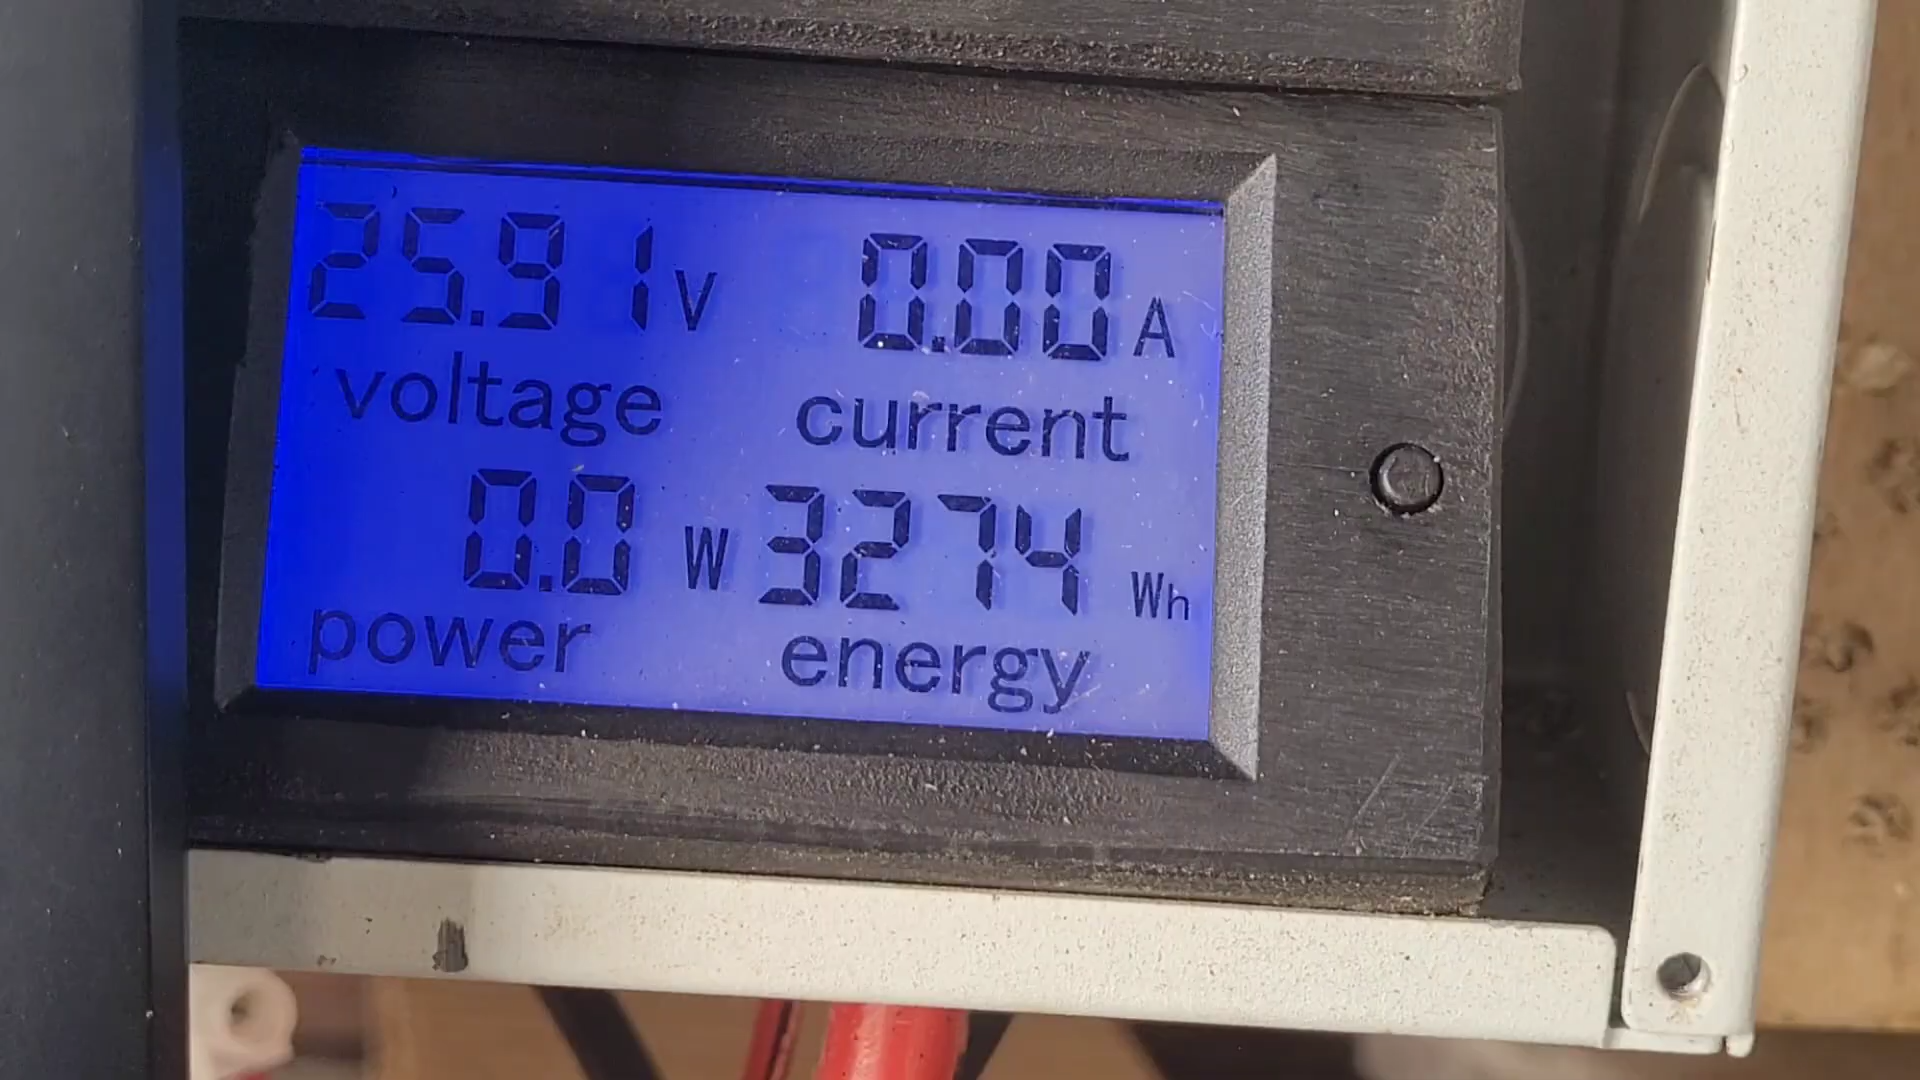 25.91 V 0.00 A
voltage current
0.0 W 3274 Wh
power energy